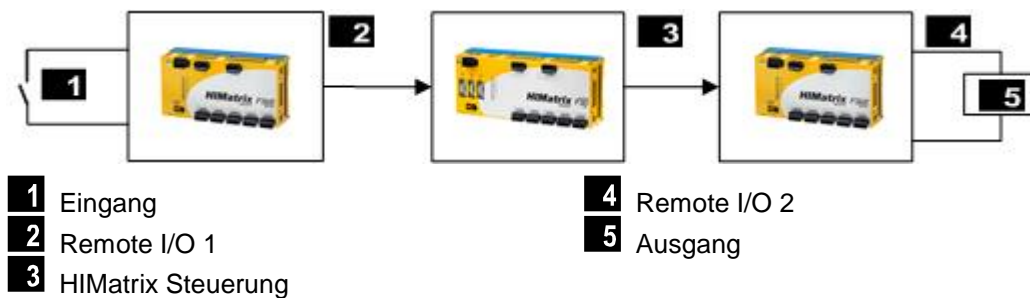 1
2
3
4
5
HIMatrix
HIMatrix
HIMatrix
1 Eingang
2 Remote I/O 1
3 HIMatrix Steuerung
4 Remote I/O 2
5 Ausgang